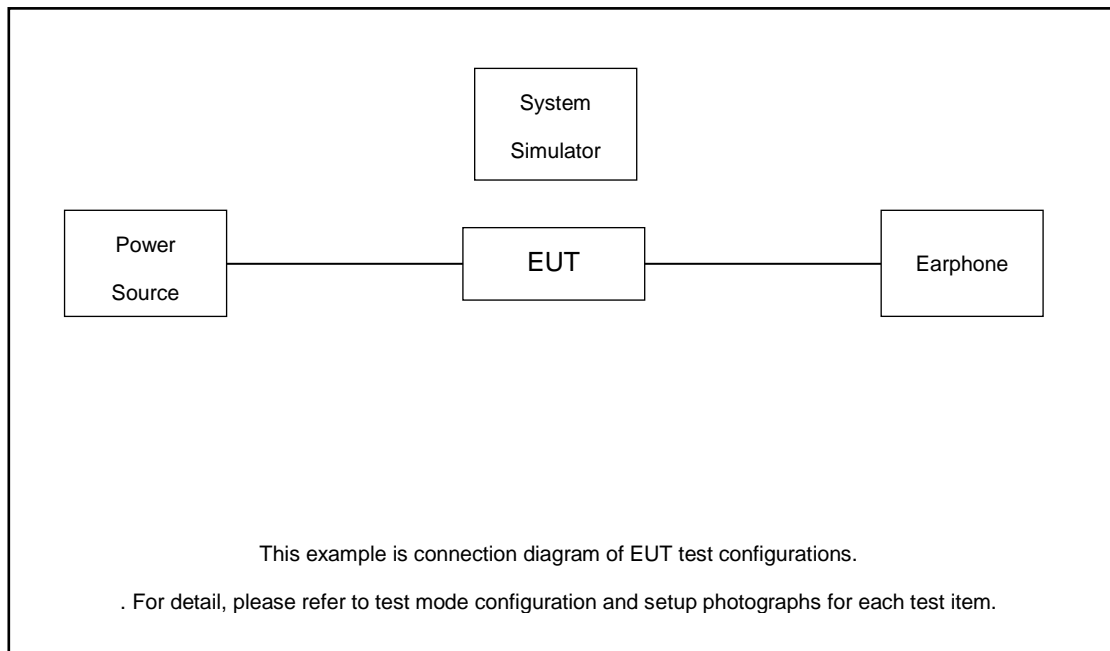 System
Simulator
Power
Source
EUT
Earphone
This example is connection diagram of EUT test configurations.
. For detail, please refer to test mode configuration and setup photographs for each test item.